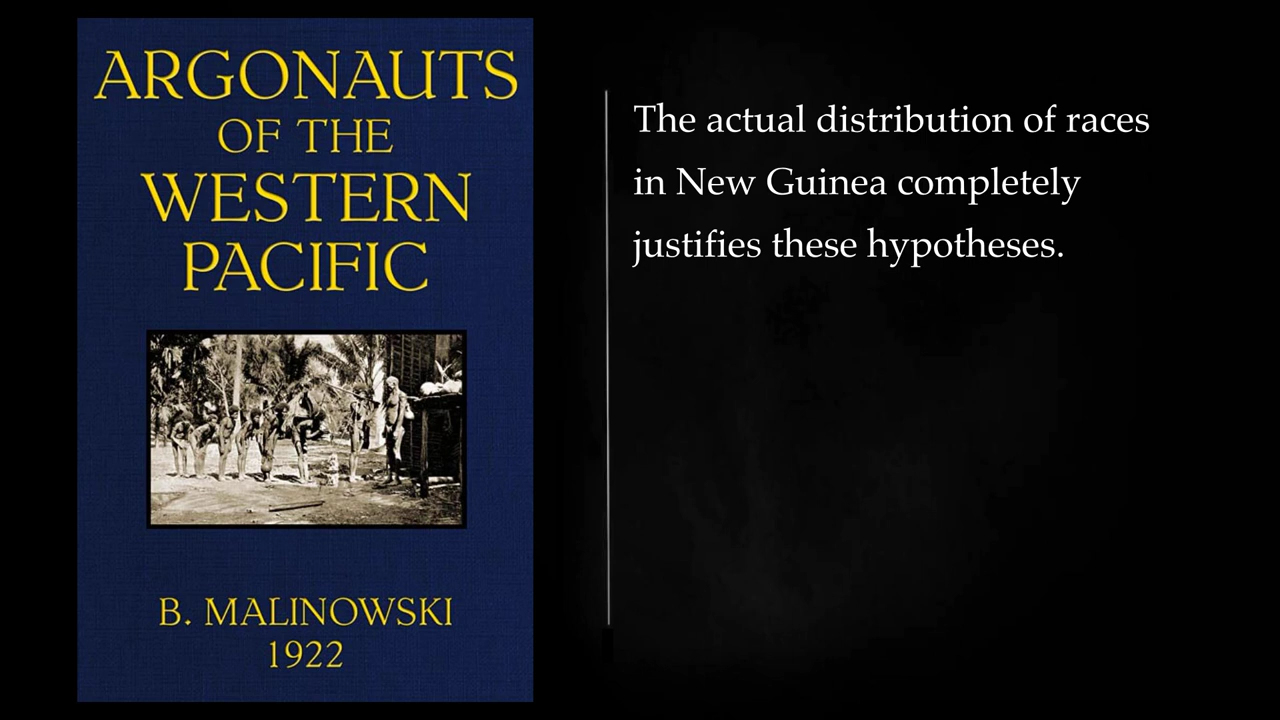 ARGONAUTS
OF THE
WESTERN
PACIFIC
B. MALINOWSKI
1922
The actual distribution of races
in New Guinea completely
justifies these hypotheses.